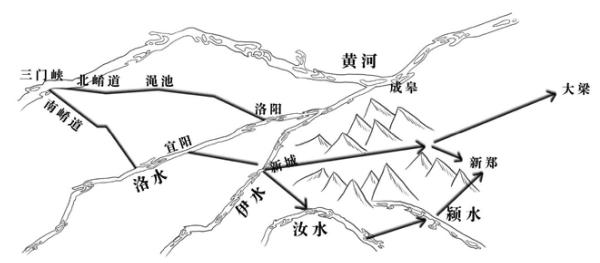 黄河
三门峡
北崤道
渑池
成皋
大梁
南崤道
洛阳
宜阳
新城
新郑
洛水
伊水
汝水
颍水